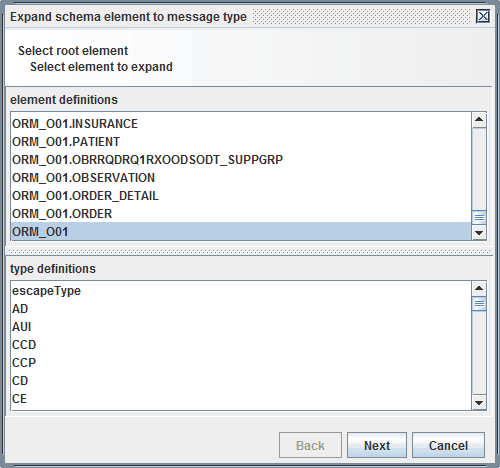 Expand schema element to message type
Select root element
Select element to expand
element definitions
ORM_O01.INSURANCE
ORM_O01.PATIENT
ORM_O01.OBRRQDRQ1RXOODSODT_SUPPGRP
ORM_O01.OBSERVATION
ORM_O01.ORDER_DETAIL
ORM_O01.ORDER
ORM_O01
type definitions
escapeType
AD
AUI
CCD
CCP
CD
CE
Back Next Cancel